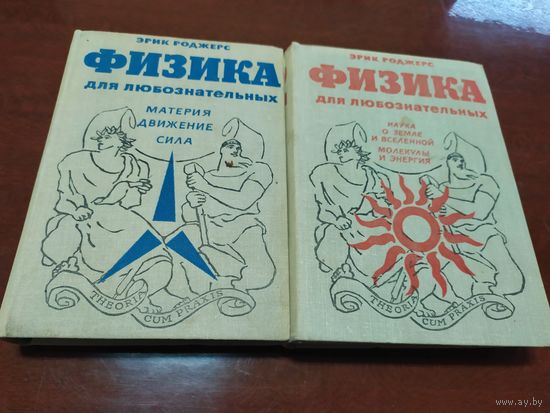 ЭРИК РОДЖЕРС
ФИЗИКА
ДЛЯ ЛЮБОЗНАТЕЛЬНЫХ
МАТЕРИЯ
ДВИЖЕНИЕ
СИЛА
THEORIA
CUM PRAXIS
ЭРИК РОДЖЕРС
ФИЗИКА
ДЛЯ ЛЮБОЗНАТЕЛЬНЫХ
НАУКА
О ЗЕМЛЕ
И ВСЕЛЕННОЙ
МОЛЕКУЛЫ
И ЭНЕРГИЯ
THEORIA
CUM PRAXIS
www.ay.by